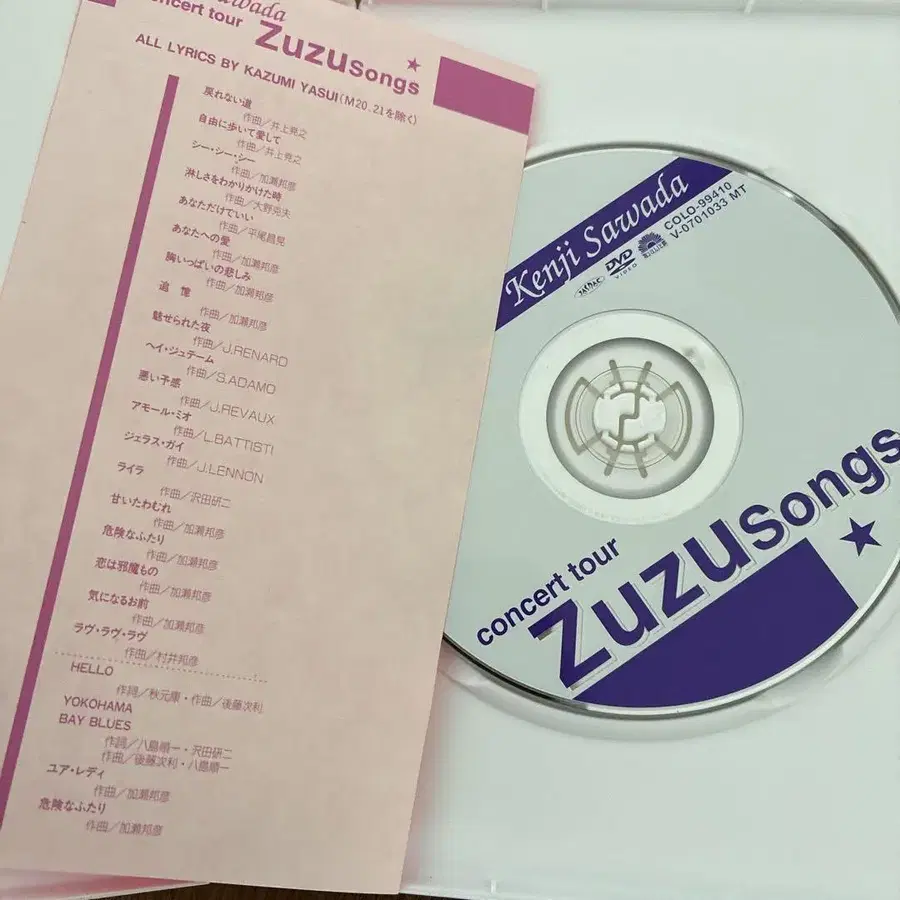 Sawada
concert tour Zuzu songs
ALL LYRICS BY KAZUMI YASUI(M20.21を除く)
戻れない道
作曲/井上堯之
自由に歩いて愛して
作曲/井上堯之
シー・シー・シー
作曲/加瀬邦彦
淋しさをわかりかけた時
作曲/大野克夫
あなただけでいい
作曲/平尾昌晃
あなたへの愛
作曲/加瀬邦彦
胸いっぱいの悲しみ
作曲/加瀬邦彦
追憶
作曲/加瀬邦彦
魅せられた夜
作曲/J.RENARD
ヘイ・ジュテーム
作曲/S.ADAMO
悪い予感
作曲/J.REVAUX
アモール・ミオ
作曲/L.BATTISTI
ジェラス・ガイ
作曲/J.LENNON
ライラ
作曲/沢田研二
甘いたわむれ
作曲/加瀬邦彦
危険なふたり
作曲/加瀬邦彦
恋は邪魔もの
作曲/加瀬邦彦
気になるお前
作曲/加瀬邦彦
ラヴ・ラヴ・ラヴ
作曲/村井邦彦
HELLO
作詞/秋元康・作曲/後藤次利
YOKOHAMA
BAY BLUES
作詞/八島順一・沢田研二
作曲/後藤次利・八島順一
ユア・レディ
作曲/加瀬邦彦
危険なふたり
作曲/加瀬邦彦
Kenji Sawada
JASRAC
DVD
VIDEO
COLO-99410
V-0701033 MT
concert tour
Zuzu songs